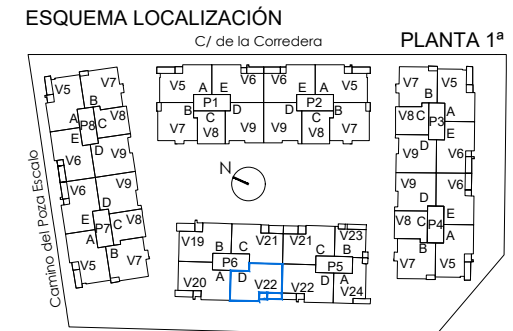 ESQUEMA LOCALIZACIÓN
C/ de la Corredera
PLANTA 1ª
V5 V7
B
A C V8
P8
E
D V9
V6
V6 V9
D
E C V8
P7
A B
V5 V7
V5 A E V6 V6 E A V5
B P1 D D P2 B
V7 C V8 V9 V9 C V8 V7
V7 V5
B
V8 C P3 A
E
V9 D V6
V9 D V6
E
V8 C P4
B A
V7 V5
N
Camino del Poza Escalo
V19 B C V21 V21 C B V23
P6 P5
V20 A D V22 V22 D A V24